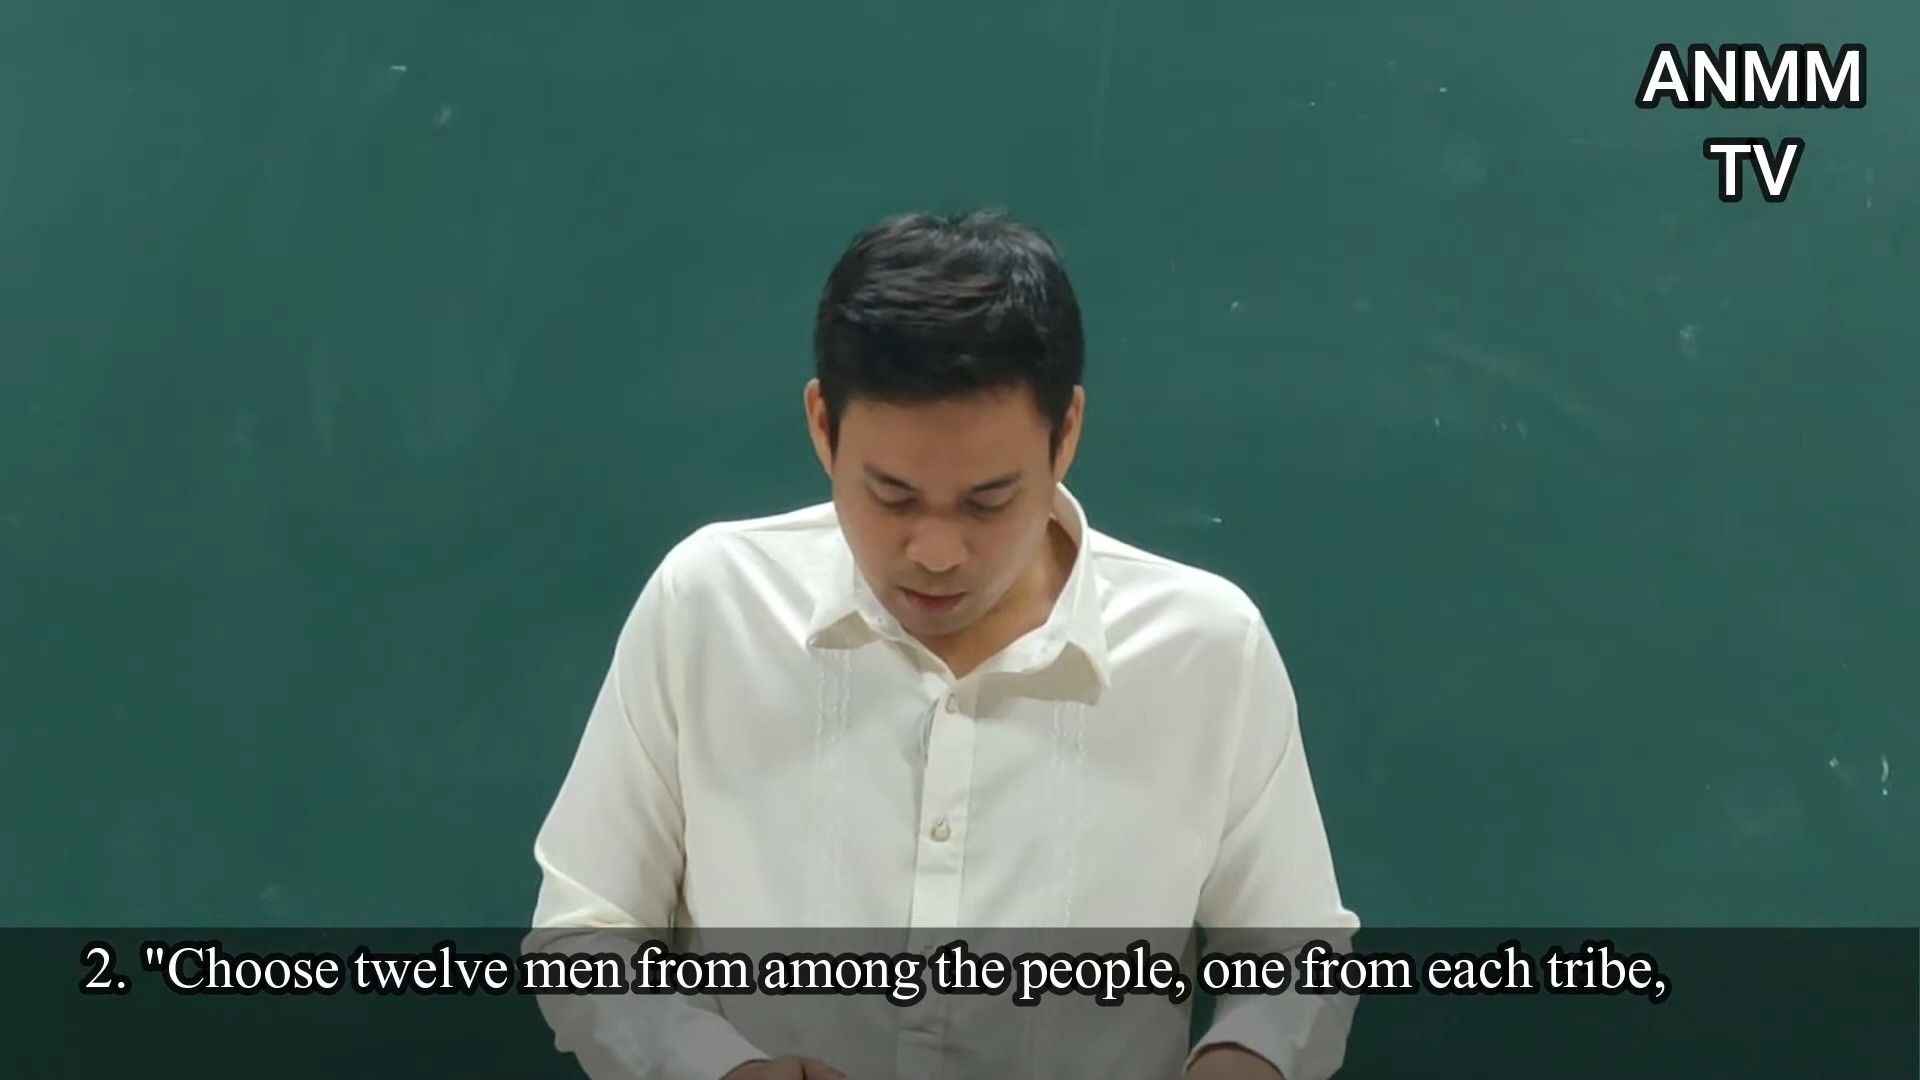 ANMM
TV
2. "Choose twelve men from among the people, one from each tribe,